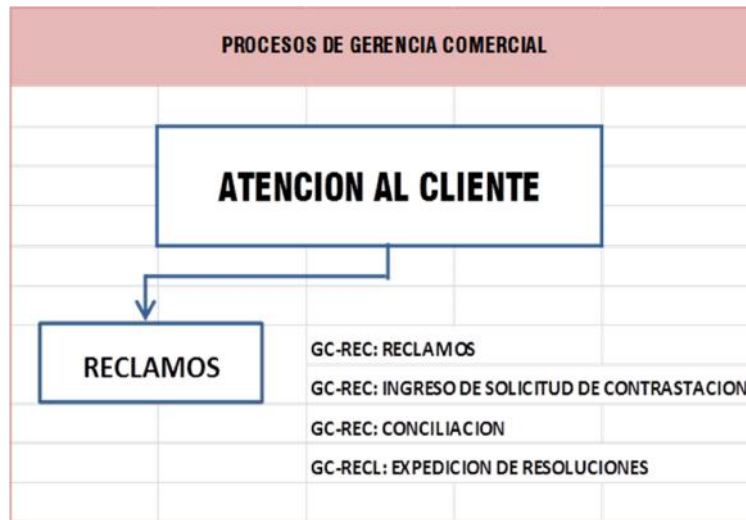 PROCESOS DE GERENCIA COMERCIAL
ATENCION AL CLIENTE
RECLAMOS
GC-REC: RECLAMOS
GC-REC: INGRESO DE SOLICITUD DE CONTRASTACION
GC-REC: CONCILIACION
GC-RECL: EXPEDICION DE RESOLUCIONES